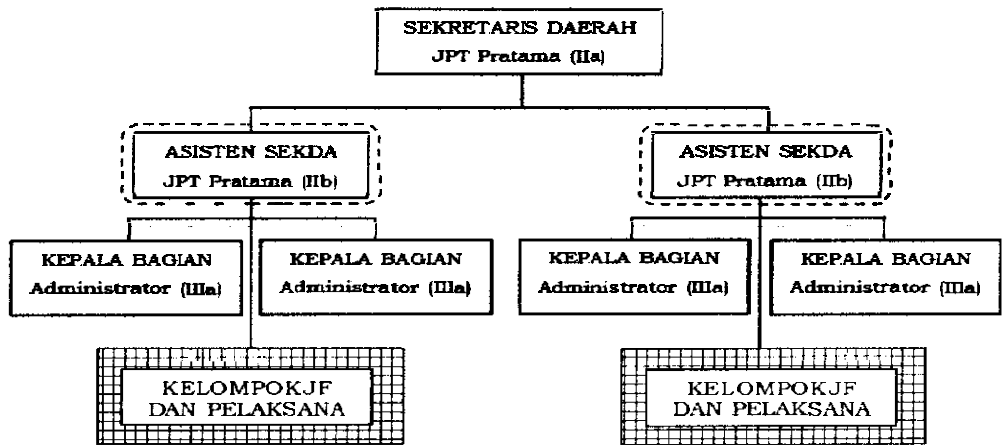 SEKRETARIS DAERAH
JPT Pratama (IIa)
ASISTEN SEKDA
JPT Pratama (IIb)
ASISTEN SEKDA
JPT Pratama (IIb)
KEPALA BAGIAN
Administrator (IIIa)
KEPALA BAGIAN
Administrator (IIIa)
KEPALA BAGIAN
Administrator (IIIa)
KEPALA BAGIAN
Administrator (IIIa)
KELOMPOKJF
DAN PELAKSANA
KELOMPOKJF
DAN PELAKSANA